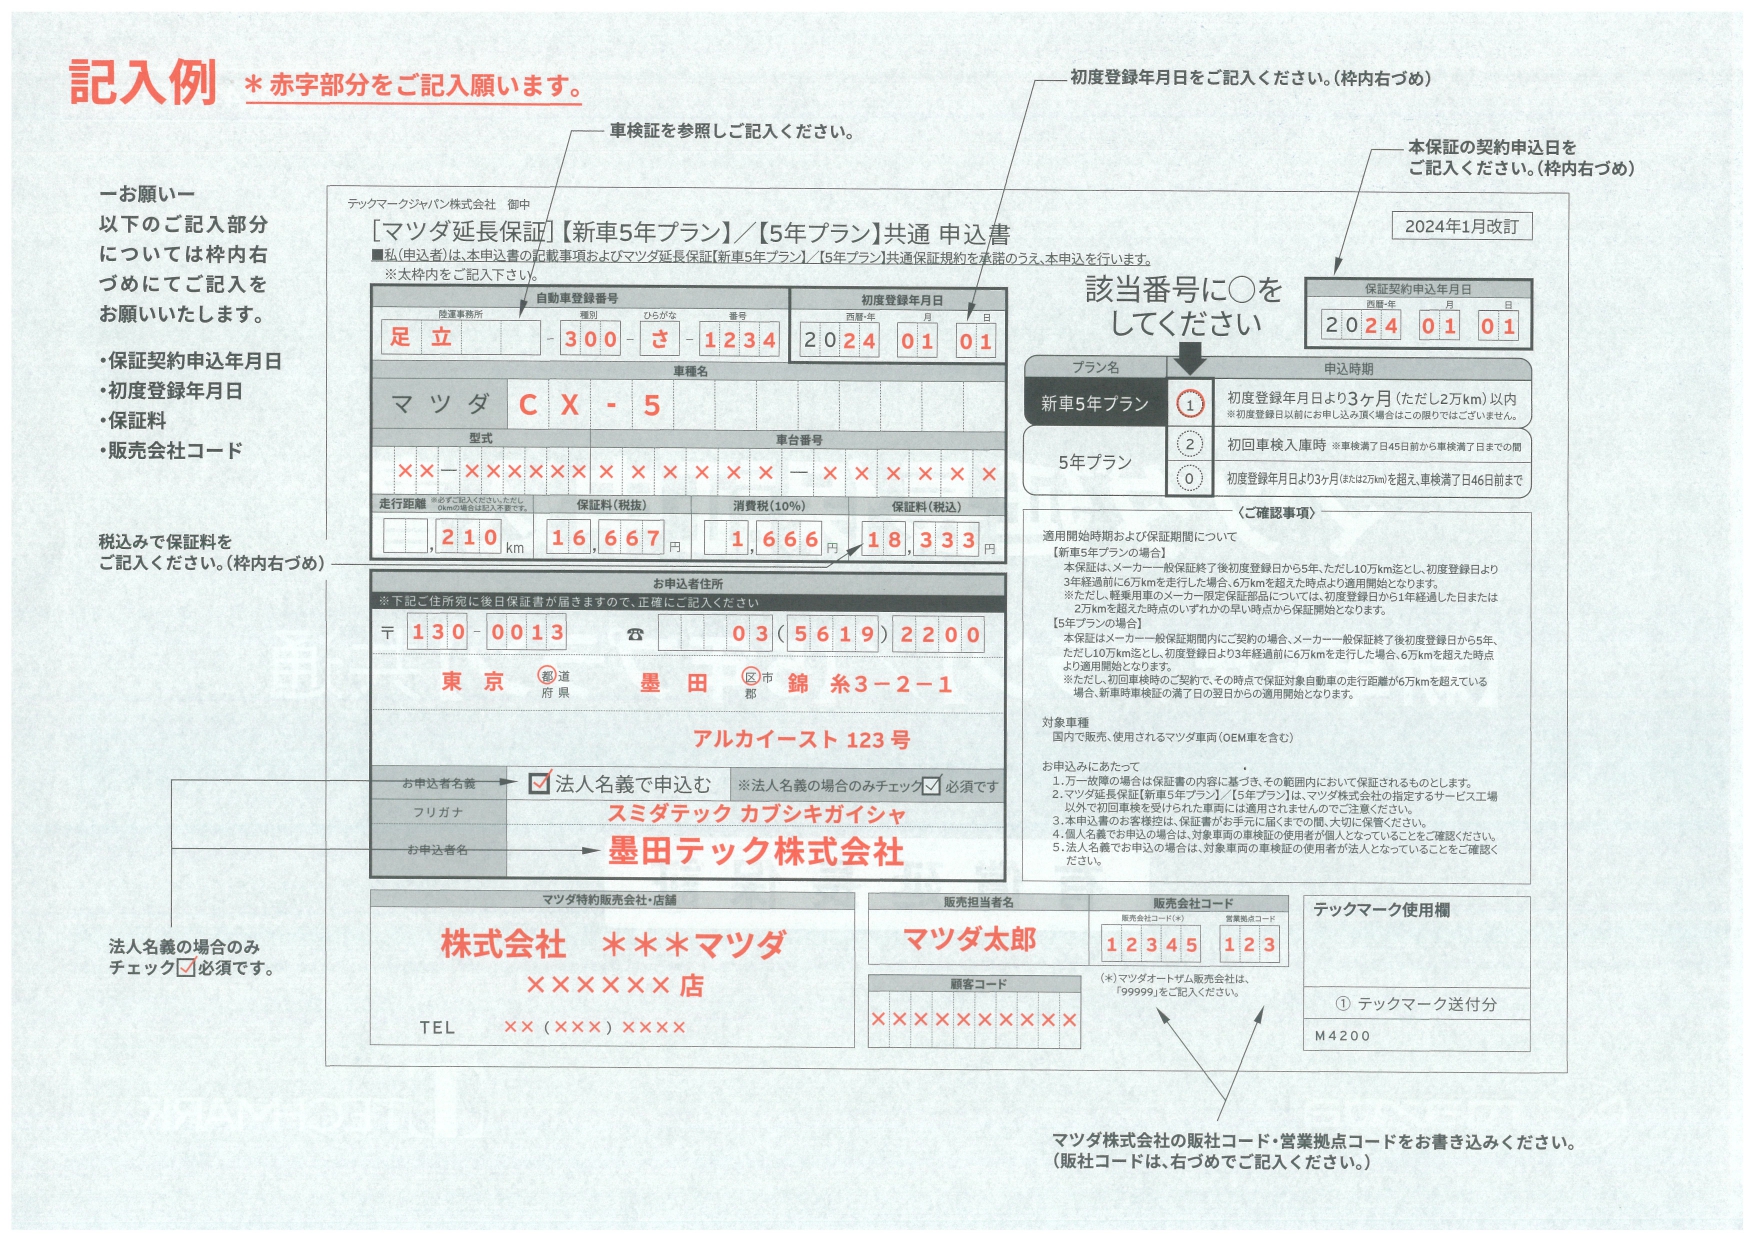 記入例 ＊赤字部分をご記入願います。
初度登録年月日をご記入ください。(枠内右づめ)
車検証を参照しご記入ください。
本保証の契約申込日を
ご記入ください。(枠内右づめ)
ーお願いー
以下のご記入部分
については枠内右
づめにてご記入を
お願いいたします。
・保証契約申込年月日
・初度登録年月日
・保証料
・販売会社コード
税込みで保証料を
ご記入ください。(枠内右づめ)
法人名義の場合のみ
チェック☑必須です。
テックマークジャパン株式会社 御中
2024年1月改訂
［マツダ延長保証］【新車5年プラン】／【5年プラン】共通 申込書
■私(申込者)は、本申込書の記載事項およびマツダ延長保証【新車5年プラン】／【5年プラン】共通保証規約を承諾のうえ、本申込を行います。
※太枠内をご記入下さい。
自動車登録番号 初度登録年月日
陸運事務所 種別 ひらがな 番号 西暦・年 月 日
足立 - 300 - さ - 1234 2024 01 01
該当番号に○を
してください
保証契約申込年月日
西暦・年 月 日
2024 01 01
車種名
マツダ CX-5
型式 車台番号
××―×××××× ××××××―××××××
走行距離 ※必ずご記入ください。ただし0kmの場合は記入不要です。 保証料(税抜) 消費税(10%) 保証料(税込)
,210 km 16,667 円 1,666 円 18,333 円
プラン名 申込時期
新車5年プラン 1 初度登録年月日より3ヶ月(ただし2万km)以内
※初度登録日以前にお申し込み頂く場合はこの限りではございません。
5年プラン 2 初回車検入庫時 ※車検満了日45日前から車検満了日までの間
0 初度登録年月日より3ヶ月(または2万km)を超え、車検満了日46日前まで
お申込者住所
※下記ご住所宛に後日保証書が届きますので、正確にご記入ください
〒 130-0013 ☎ 03(5619)2200
東京 都道府県 墨田 区市郡 錦糸3－2－1
アルカイースト 123 号
お申込者名義 ☑法人名義で申込む ※法人名義の場合のみチェック☑必須です
フリガナ スミダテック カブシキガイシャ
お申込者名 墨田テック株式会社
〈ご確認事項〉
適用開始時期および保証期間について
【新車5年プランの場合】
本保証は、メーカー一般保証終了後初度登録日から5年、ただし10万km迄とし、初度登録日より
3年経過前に6万kmを走行した場合、6万kmを超えた時点より適用開始となります。
※ただし、軽乗用車のメーカー限定保証部品については、初度登録日から1年経過した日または
2万kmを超えた時点のいずれかの早い時点から保証開始となります。
【5年プランの場合】
本保証はメーカー一般保証期間内にご契約の場合、メーカー一般保証終了後初度登録日から5年、
ただし10万km迄とし、初度登録日より3年経過前に6万kmを走行した場合、6万kmを超えた時点
より適用開始となります。
※ただし、初回車検時のご契約で、その時点で保証対象自動車の走行距離が6万kmを超えている
場合、新車時車検証の満了日の翌日からの適用開始となります。
対象車種
国内で販売、使用されるマツダ車両(OEM車を含む)
お申込みにあたって
1.万一故障の場合は保証書の内容に基づき、その範囲内において保証されるものとします。
2.マツダ延長保証【新車5年プラン】／【5年プラン】は、マツダ株式会社の指定するサービス工場
以外で初回車検を受けられた車両には適用されませんのでご注意ください。
3.本申込書のお客様控は、保証書がお手元に届くまでの間、大切に保管ください。
4.個人名義でお申込の場合は、対象車両の車検証の使用者が個人となっていることをご確認ください。
5.法人名義でお申込の場合は、対象車両の車検証の使用者が法人となっていることをご確認く
ださい。
マツダ特約販売会社・店舗
株式会社 ＊＊＊マツダ
××××××店
TEL ××(×××)××××
販売担当者名 販売会社コード
マツダ太郎
販売会社コード(＊) 営業拠点コード
12345 123
顧客コード
××××××××××
(＊)マツダオートザム販売会社は、
「99999」をご記入ください。
テックマーク使用欄
① テックマーク送付分
M4200
マツダ株式会社の販社コード・営業拠点コードをお書き込みください。
(販社コードは、右づめでご記入ください。)